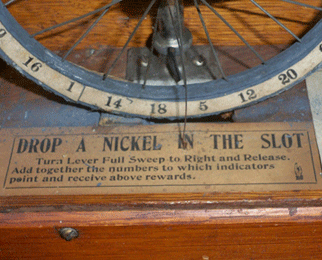 16 1 14 18 5 12 20
DROP A NICKEL IN THE SLOT
Turn Lever Full Sweep to Right and Release.
Add together the numbers to which indicators
point and receive above rewards.